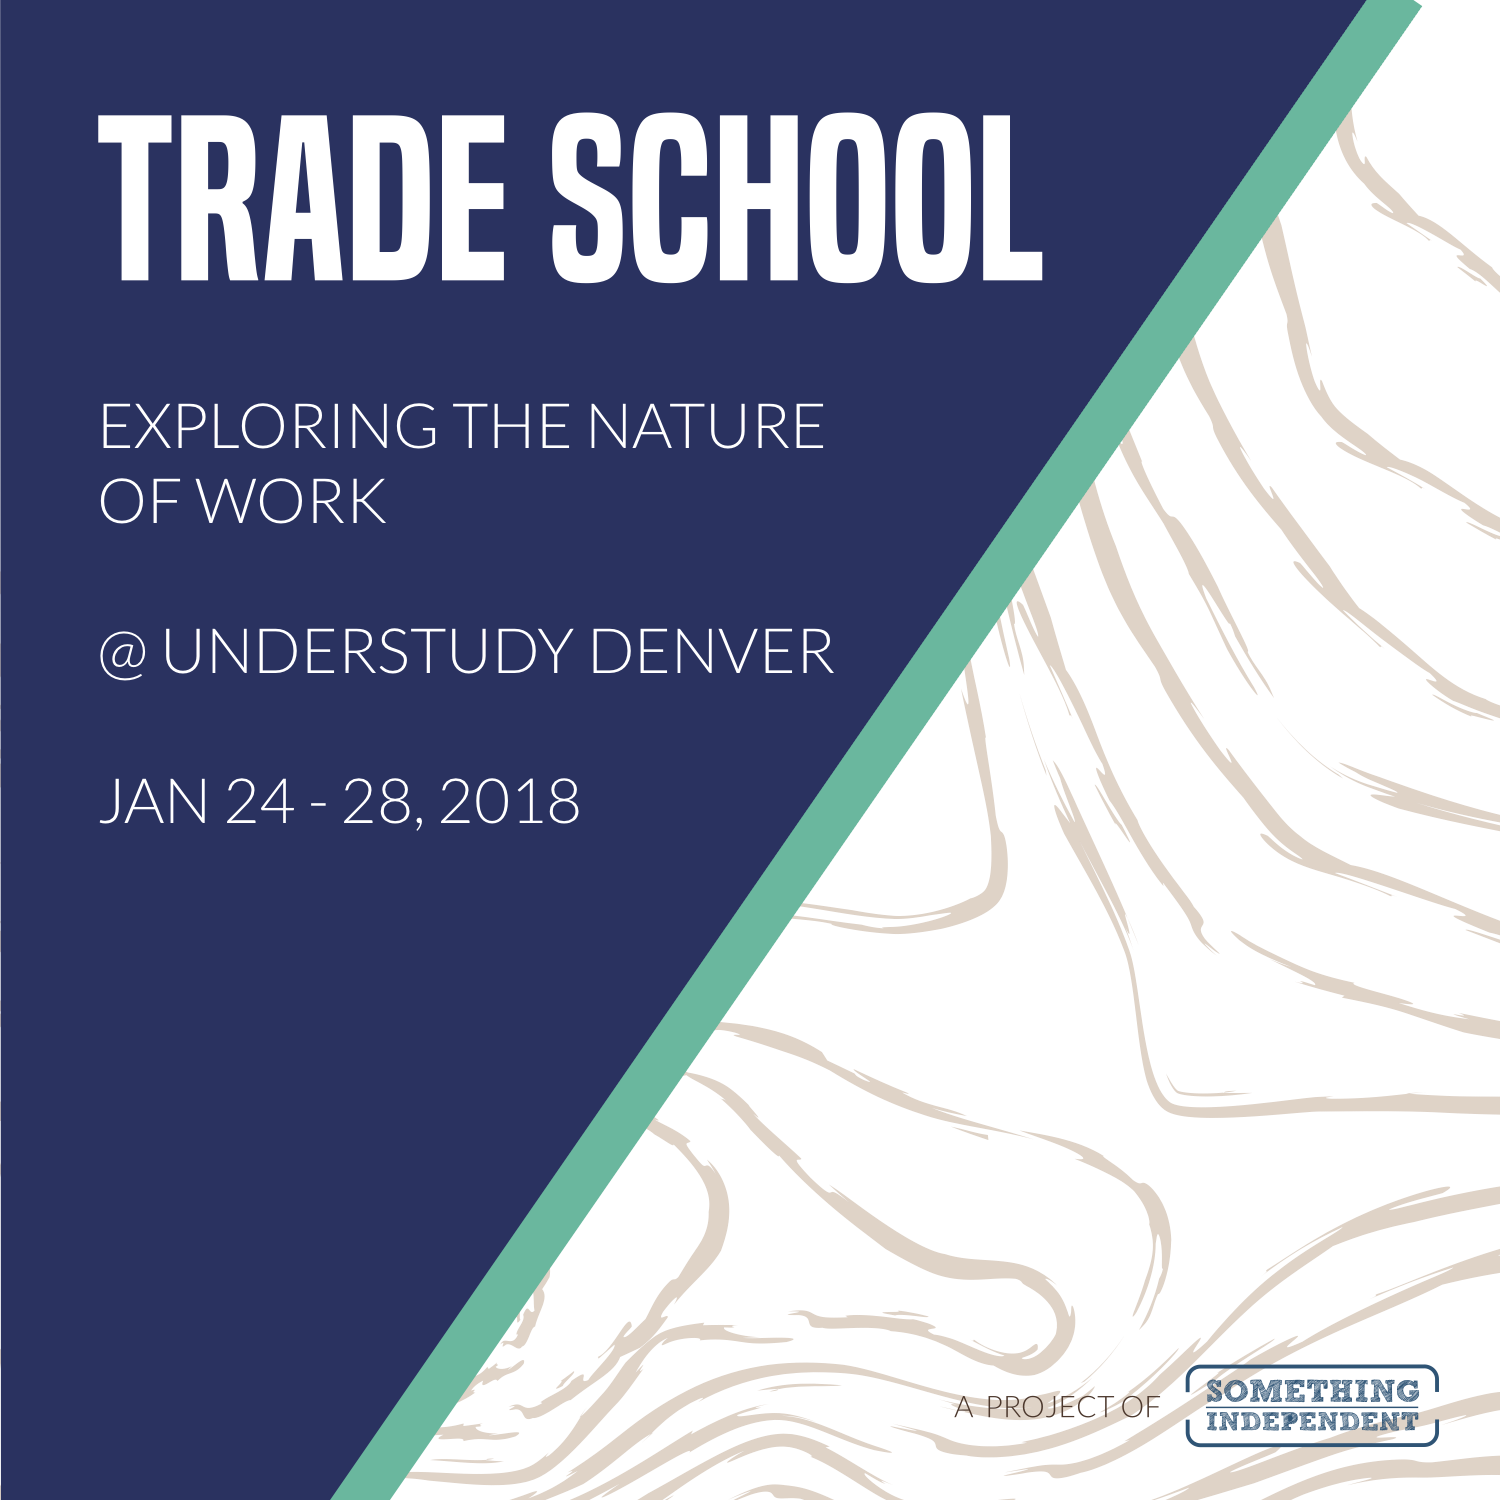 TRADE SCHOOL
EXPLORING THE NATURE
OF WORK
@ UNDERSTUDY DENVER
JAN 24 - 28, 2018
A PROJECT OF
SOMETHING
INDEPENDENT